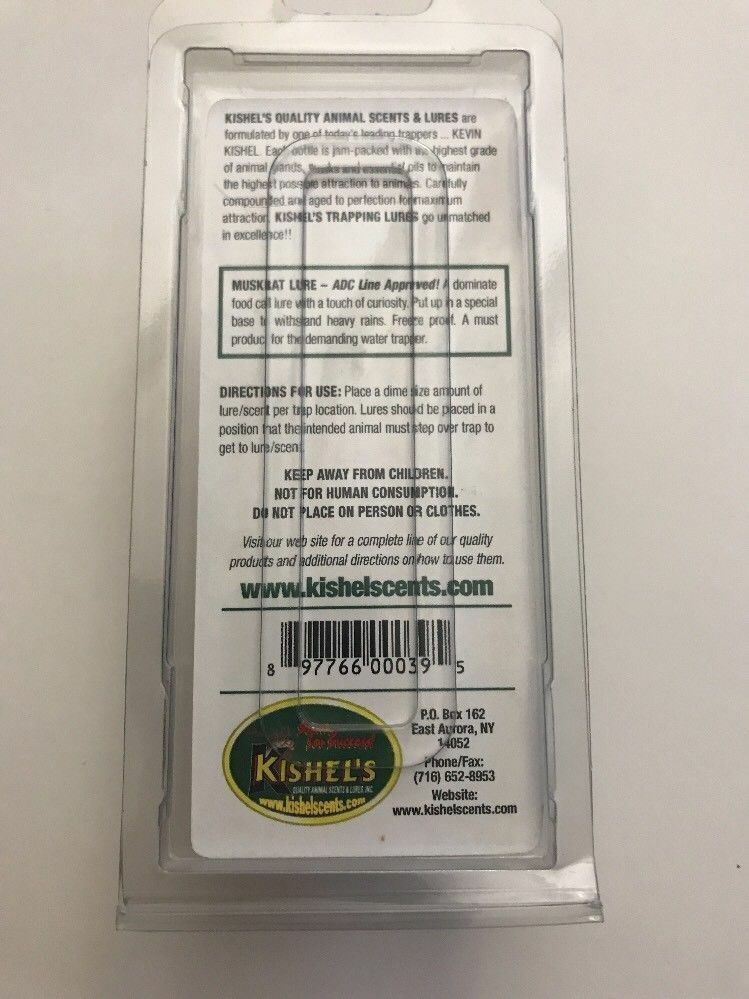 KISHEL'S QUALITY ANIMAL SCENTS & LURES are
formulated by one of today's leading trappers ... KEVIN
KISHEL. Each bottle is jam-packed with the highest grade
of animal glands, musks and essential oils to maintain
the highest possible attraction to animals. Carefully
compounded and aged to perfection for maximum
attraction. KISHEL'S TRAPPING LURES go unmatched
in excellence!!
MUSKRAT LURE ~ ADC Line Approved! A dominate
food call lure with a touch of curiosity. Put up in a special
base to withstand heavy rains. Freeze proof. A must
product for the demanding water trapper.
DIRECTIONS FOR USE: Place a dime size amount of
lure/scent per trap location. Lures should be placed in a
position that the intended animal must step over trap to
get to lure/scent.
KEEP AWAY FROM CHILDREN.
NOT FOR HUMAN CONSUMPTION.
DO NOT PLACE ON PERSON OR CLOTHES.
Visit our web site for a complete line of our quality
products and additional directions on how to use them.
www.kishelscents.com
8 97766 00039 5
KISHEL'S
QUALITY ANIMAL SCENTS & LURES, INC.
www.kishelscents.com
P.O. Box 162
East Aurora, NY
14052
Phone/Fax:
(716) 652-8953
Website:
www.kishelscents.com